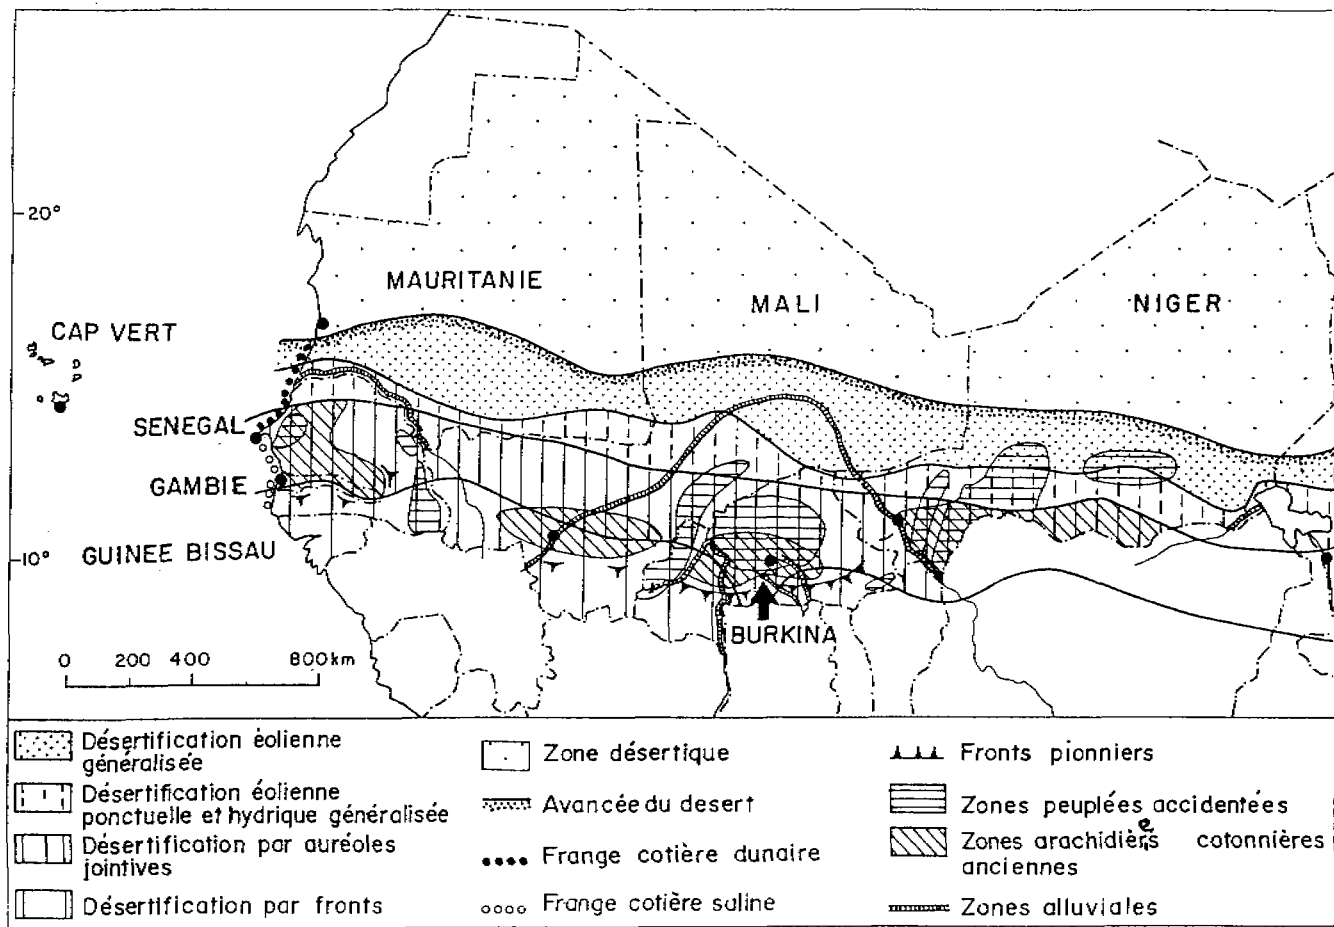 20°
MAURITANIE
MALI
NIGER
CAP VERT
SENEGAL
GAMBIE
GUINEE BISSAU
10°
BURKINA
0 200 400 800km
Désertification éolienne
généralisée
Désertification éolienne
ponctuelle et hydrique généralisée
Désertification par auréoles
jointives
Désertification par fronts
Zone désertique
Avancée du desert
Frange cotière dunaire
Frange cotière saline
Fronts pionniers
Zones peuplées accidentées
Zones arachidière cotonnières
anciennes
Zones alluviales